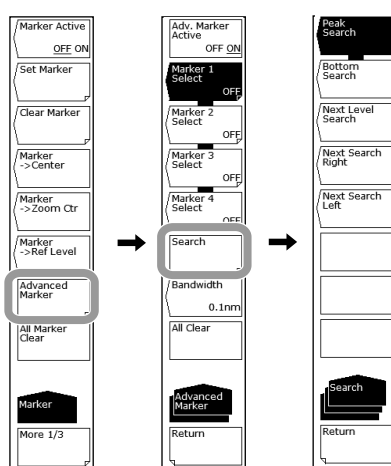 Marker Active
OFF ON
Set Marker
Clear Marker
Marker
->Center
Marker
->Zoom Ctr
Marker
->Ref Level
Advanced
Marker
All Marker
Clear
Marker
More 1/3
Adv. Marker
Active
OFF ON
Marker 1
Select
OFF
Marker 2
Select
OFF
Marker 3
Select
OFF
Marker 4
Select
OFF
Search
Bandwidth
0.1nm
All Clear
Advanced
Marker
Return
Peak
Search
Bottom
Search
Next Level
Search
Next Search
Right
Next Search
Left
Search
Return